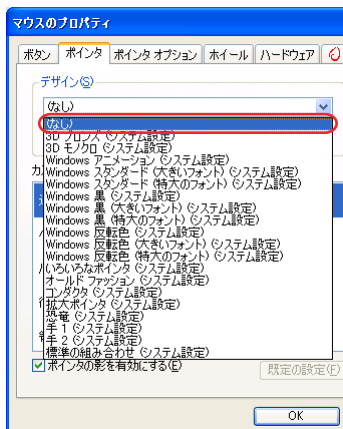 マウスのプロパティ
ボタン ポインタ ポインタ オプション ホイール ハードウェア
デザイン(S)
(なし)
(なし)
3D ブロンズ (システム設定)
3D モノクロ (システム設定)
Windows アニメーション (システム設定)
Windows スタンダード (大きいフォント) (システム設定)
Windows スタンダード (特大のフォント) (システム設定)
Windows 黒 (システム設定)
Windows 黒 (大きいフォント) (システム設定)
Windows 黒 (特大のフォント) (システム設定)
Windows 反転色 (システム設定)
Windows 反転色 (大きいフォント) (システム設定)
Windows 反転色 (特大のフォント) (システム設定)
いろいろなポインタ (システム設定)
オールド ファッション (システム設定)
コンダクタ (システム設定)
拡大ポインタ (システム設定)
恐竜 (システム設定)
手 1 (システム設定)
手 2 (システム設定)
標準の組み合わせ (システム設定)
ポインタの影を有効にする(E)
既定の設定(F)
OK